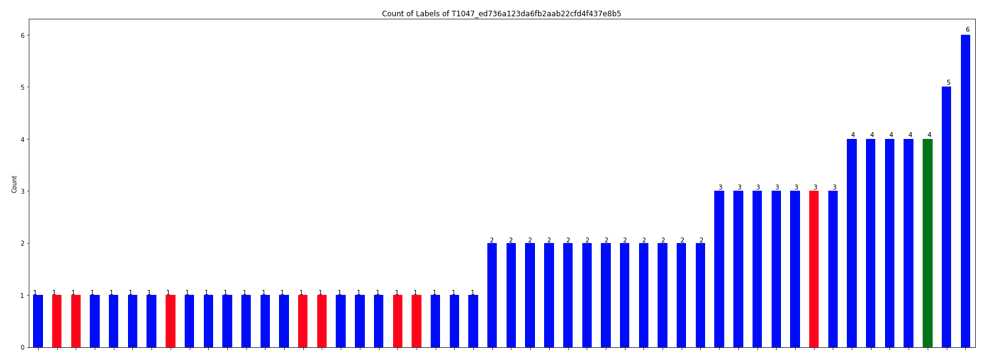 Count of Labels of T1047_ed736a123da6fb2aab22cfd4f437e8b5
6
6
5
5
4 4 4 4 4
4
Count
3 3 3 3 3 3 3
3
2 2 2 2 2 2 2 2 2 2 2 2
2
1 1 1 1 1 1 1 1 1 1 1 1 1 1 1 1 1 1 1 1 1 1 1 1
1
0